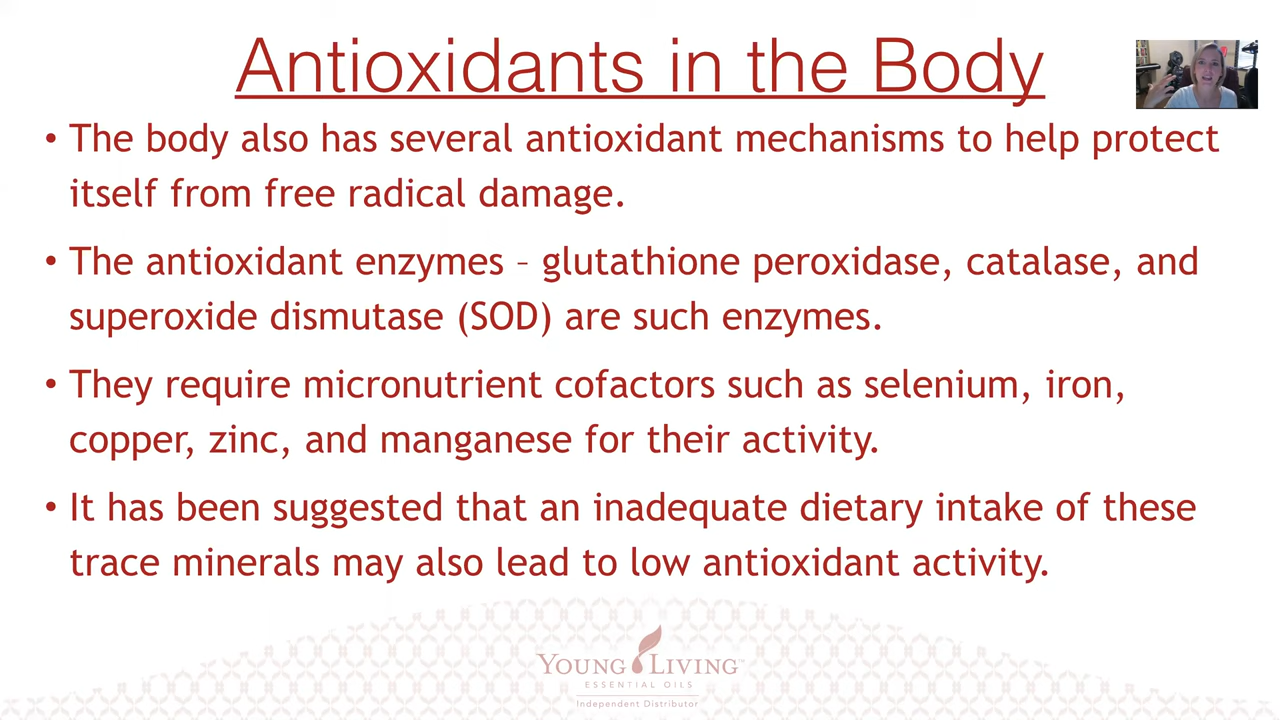 Antioxidants in the Body
• The body also has several antioxidant mechanisms to help protect
itself from free radical damage.
• The antioxidant enzymes – glutathione peroxidase, catalase, and
superoxide dismutase (SOD) are such enzymes.
• They require micronutrient cofactors such as selenium, iron,
copper, zinc, and manganese for their activity.
• It has been suggested that an inadequate dietary intake of these
trace minerals may also lead to low antioxidant activity.
YOUNG LIVING
ESSENTIAL OILS
Independent Distributor